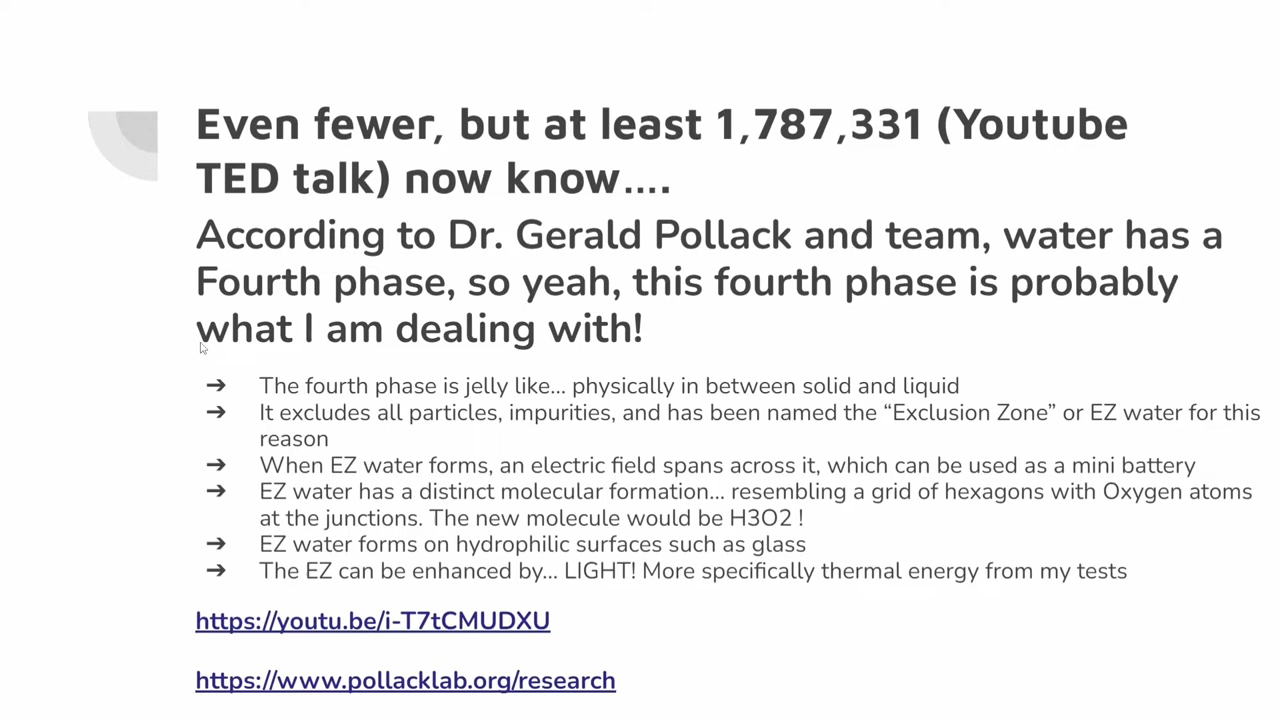 Even fewer, but at least 1,787,331 (Youtube
TED talk) now know....
According to Dr. Gerald Pollack and team, water has a
Fourth phase, so yeah, this fourth phase is probably
what I am dealing with!
➔ The fourth phase is jelly like... physically in between solid and liquid
➔ It excludes all particles, impurities, and has been named the “Exclusion Zone” or EZ water for this
reason
➔ When EZ water forms, an electric field spans across it, which can be used as a mini battery
➔ EZ water has a distinct molecular formation... resembling a grid of hexagons with Oxygen atoms
at the junctions. The new molecule would be H3O2 !
➔ EZ water forms on hydrophilic surfaces such as glass
➔ The EZ can be enhanced by... LIGHT! More specifically thermal energy from my tests
https://youtu.be/i-T7tCMUDXU
https://www.pollacklab.org/research